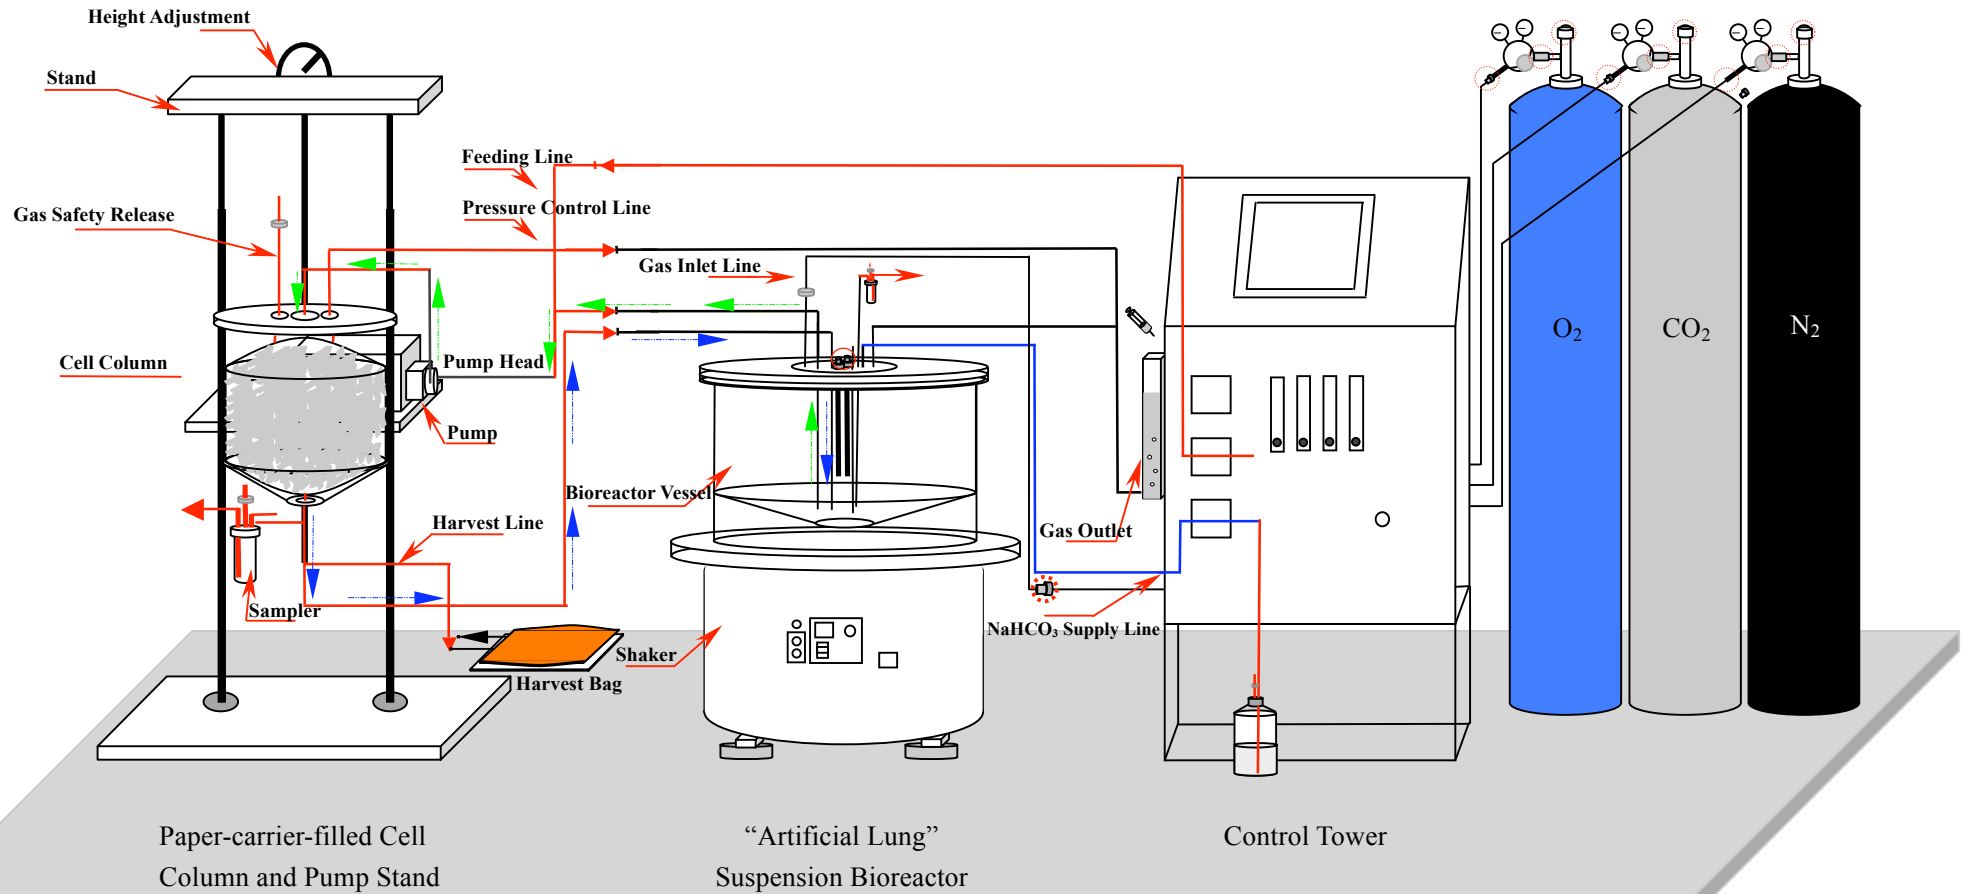 Height Adjustment
Stand
Feeding Line
Gas Safety Release
Pressure Control Line
Gas Inlet Line
O₂
CO₂
N₂
Cell Column
Pump Head
Pump
Bioreactor Vessel
Harvest Line
Gas Outlet
Sampler
NaHCO₃ Supply Line
Shaker
Harvest Bag
Paper-carrier-filled Cell
Column and Pump Stand
“Artificial Lung”
Suspension Bioreactor
Control Tower